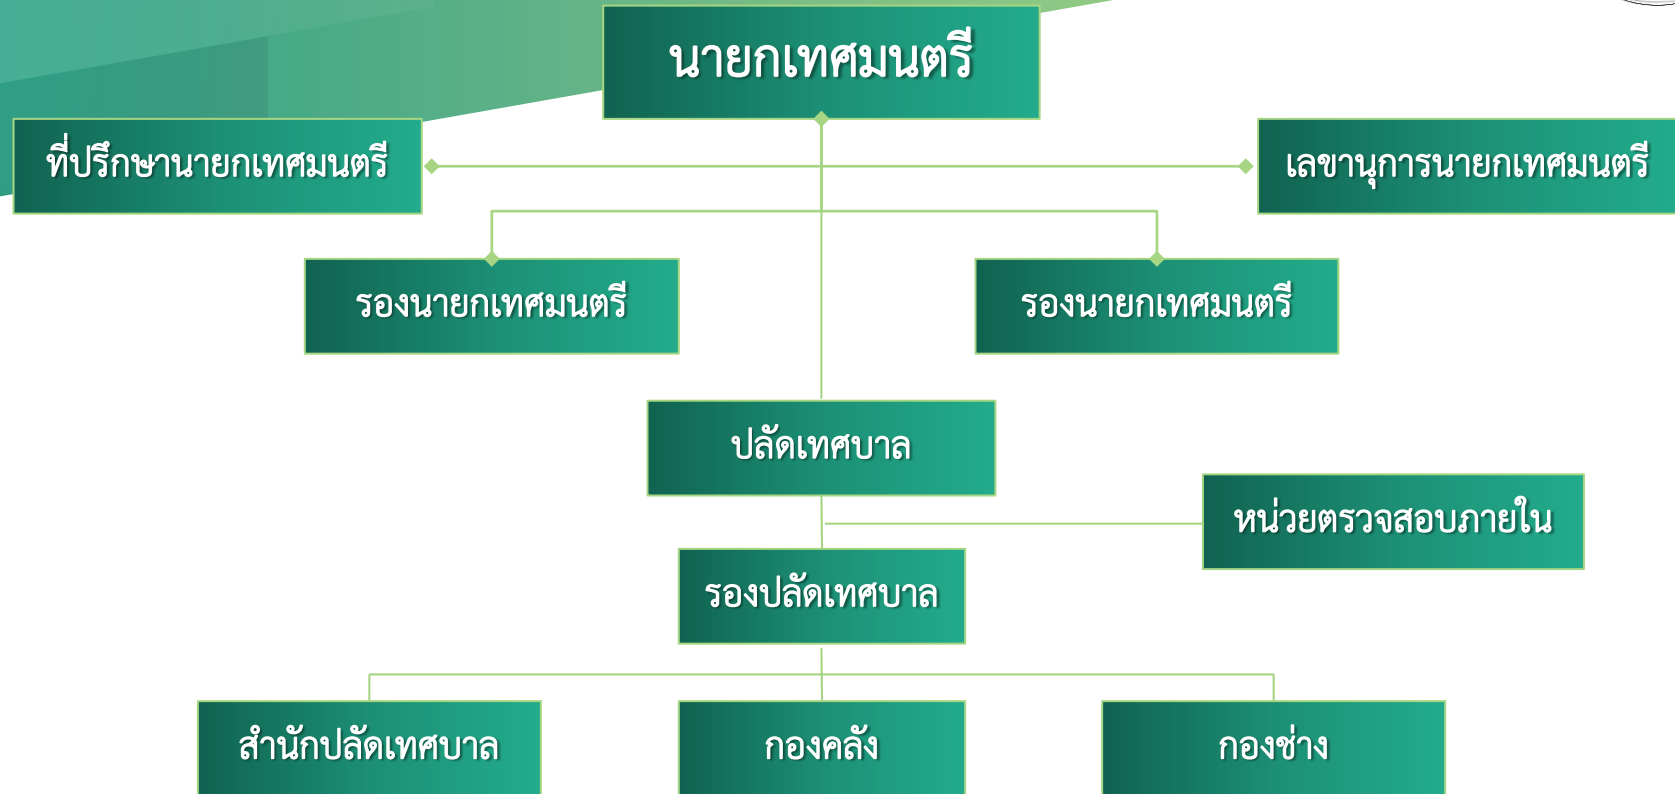 นายกเทศมนตรี
ที่ปรึกษานายกเทศมนตรี
เลขานุการนายกเทศมนตรี
รองนายกเทศมนตรี
รองนายกเทศมนตรี
ปลัดเทศบาล
หน่วยตรวจสอบภายใน
รองปลัดเทศบาล
สำนักปลัดเทศบาล
กองคลัง
กองช่าง